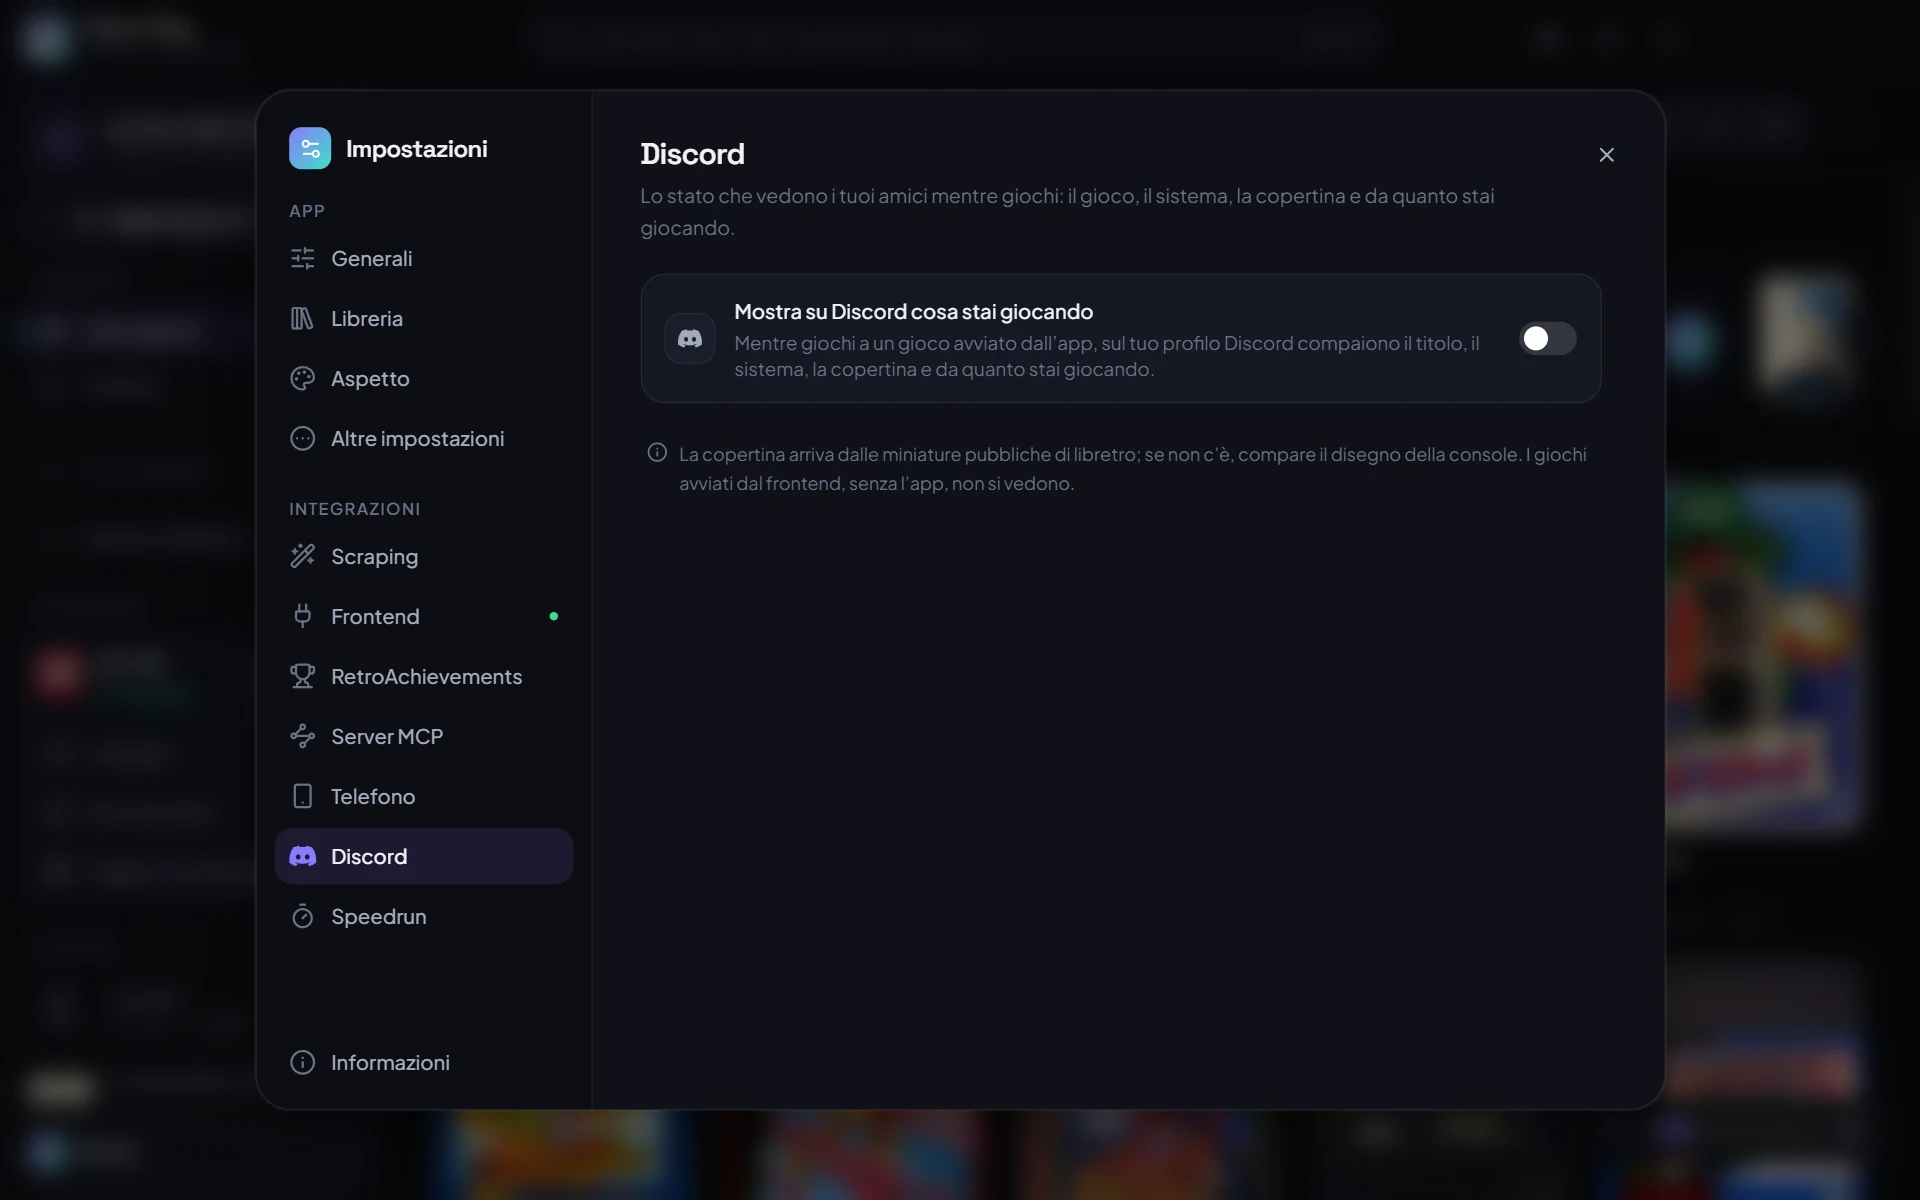 Impostazioni
APP
Generali
Libreria
Aspetto
Altre impostazioni
INTEGRAZIONI
Scraping
Frontend
RetroAchievements
Server MCP
Telefono
Discord
Speedrun
Informazioni
Discord
Lo stato che vedono i tuoi amici mentre giochi: il gioco, il sistema, la copertina e da quanto stai
giocando.
Mostra su Discord cosa stai giocando
Mentre giochi a un gioco avviato dall'app, sul tuo profilo Discord compaiono il titolo, il
sistema, la copertina e da quanto stai giocando.
La copertina arriva dalle miniature pubbliche di libretro; se non c'è, compare il disegno della console. I giochi
avviati dal frontend, senza l'app, non si vedono.